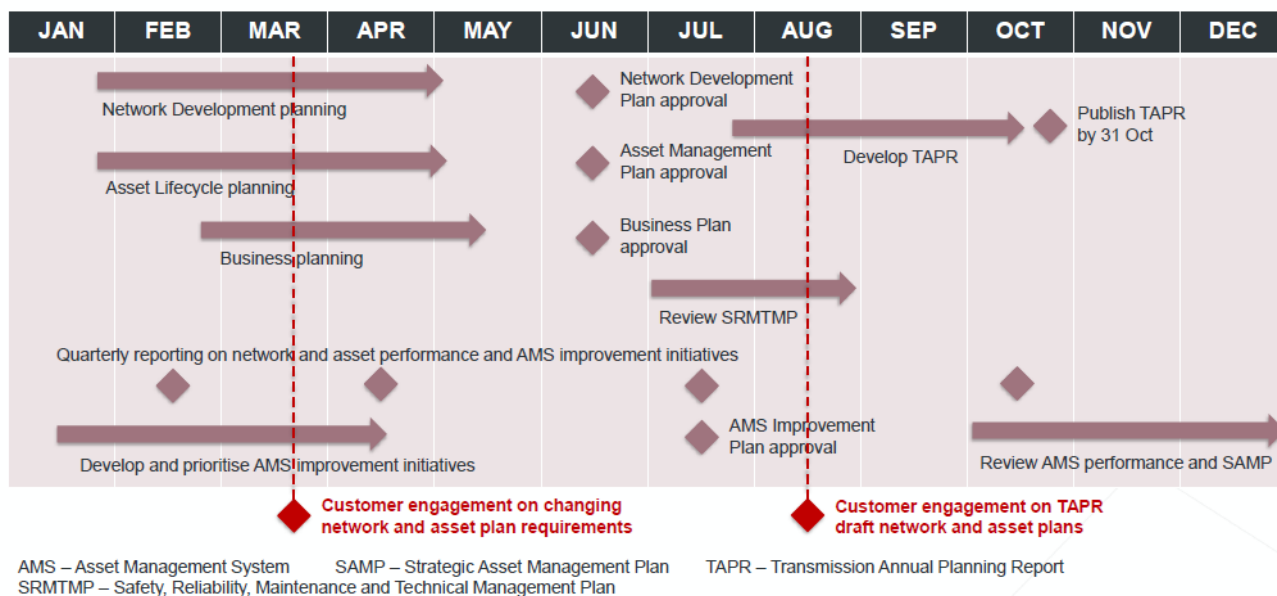 JAN FEB MAR APR MAY JUN JUL AUG SEP OCT NOV DEC
Network Development planning
Network Development
Plan approval
Publish TAPR
by 31 Oct
Develop TAPR
Asset Lifecycle planning
Asset Management
Plan approval
Business planning
Business Plan
approval
Review SRMTMP
Quarterly reporting on network and asset performance and AMS improvement initiatives
Develop and prioritise AMS improvement initiatives
AMS Improvement
Plan approval
Review AMS performance and SAMP
Customer engagement on changing
network and asset plan requirements
Customer engagement on TAPR
draft network and asset plans
AMS – Asset Management System SAMP – Strategic Asset Management Plan TAPR – Transmission Annual Planning Report
SRMTMP – Safety, Reliability, Maintenance and Technical Management Plan